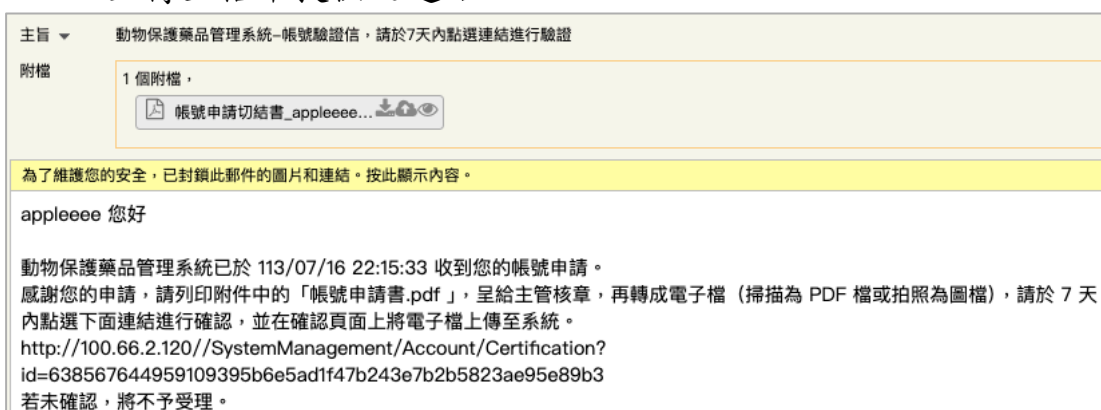 主旨 動物保護藥品管理系統–帳號驗證信，請於7天內點選連結進行驗證
附檔 1 個附檔，
帳號申請切結書_appleeee...
為了維護您的安全，已封鎖此郵件的圖片和連結。按此顯示內容。
appleeee 您好
動物保護藥品管理系統已於 113/07/16 22:15:33 收到您的帳號申請。
感謝您的申請，請列印附件中的「帳號申請書.pdf 」，呈給主管核章，再轉成電子檔（掃描為 PDF 檔或拍照為圖檔），請於 7 天
內點選下面連結進行確認，並在確認頁面上將電子檔上傳至系統。
http://100.66.2.120//SystemManagement/Account/Certification?
id=638567644959109395b6e5ad1f47b243e7b2b5823ae95e89b3
若未確認，將不予受理。